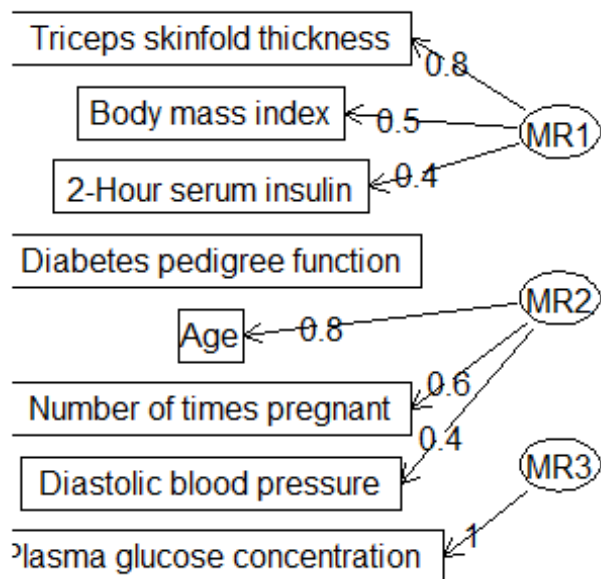 Triceps skinfold thickness
0.8
Body mass index
0.5
MR1
2-Hour serum insulin
0.4
Diabetes pedigree function
MR2
Age
0.8
Number of times pregnant
0.6
0.4
Diastolic blood pressure
MR3
Plasma glucose concentration
1